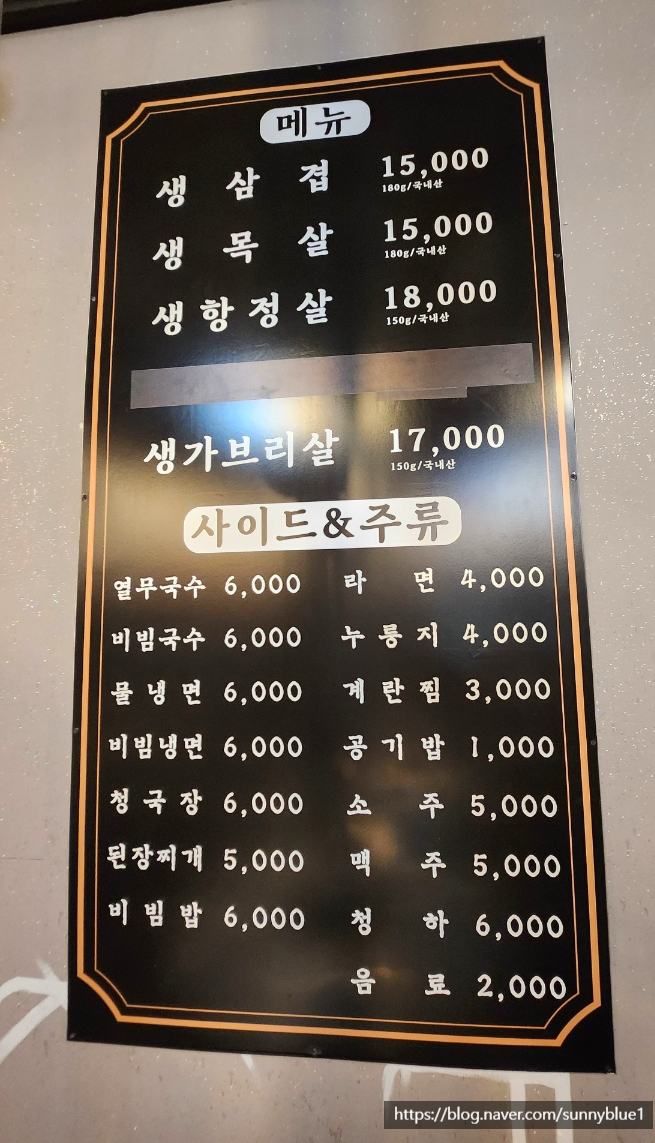 메뉴
생삼겹 15,000
180g/국내산
생목살 15,000
180g/국내산
생항정살 18,000
150g/국내산
생가브리살 17,000
150g/국내산
사이드&주류
열무국수 6,000 라면 4,000
비빔국수 6,000 누룽지 4,000
물냉면 6,000 계란찜 3,000
비빔냉면 6,000 공기밥 1,000
청국장 6,000 소주 5,000
된장찌개 5,000 맥주 5,000
비빔밥 6,000 청하 6,000
음료 2,000
https://blog.naver.com/sunnyblue1